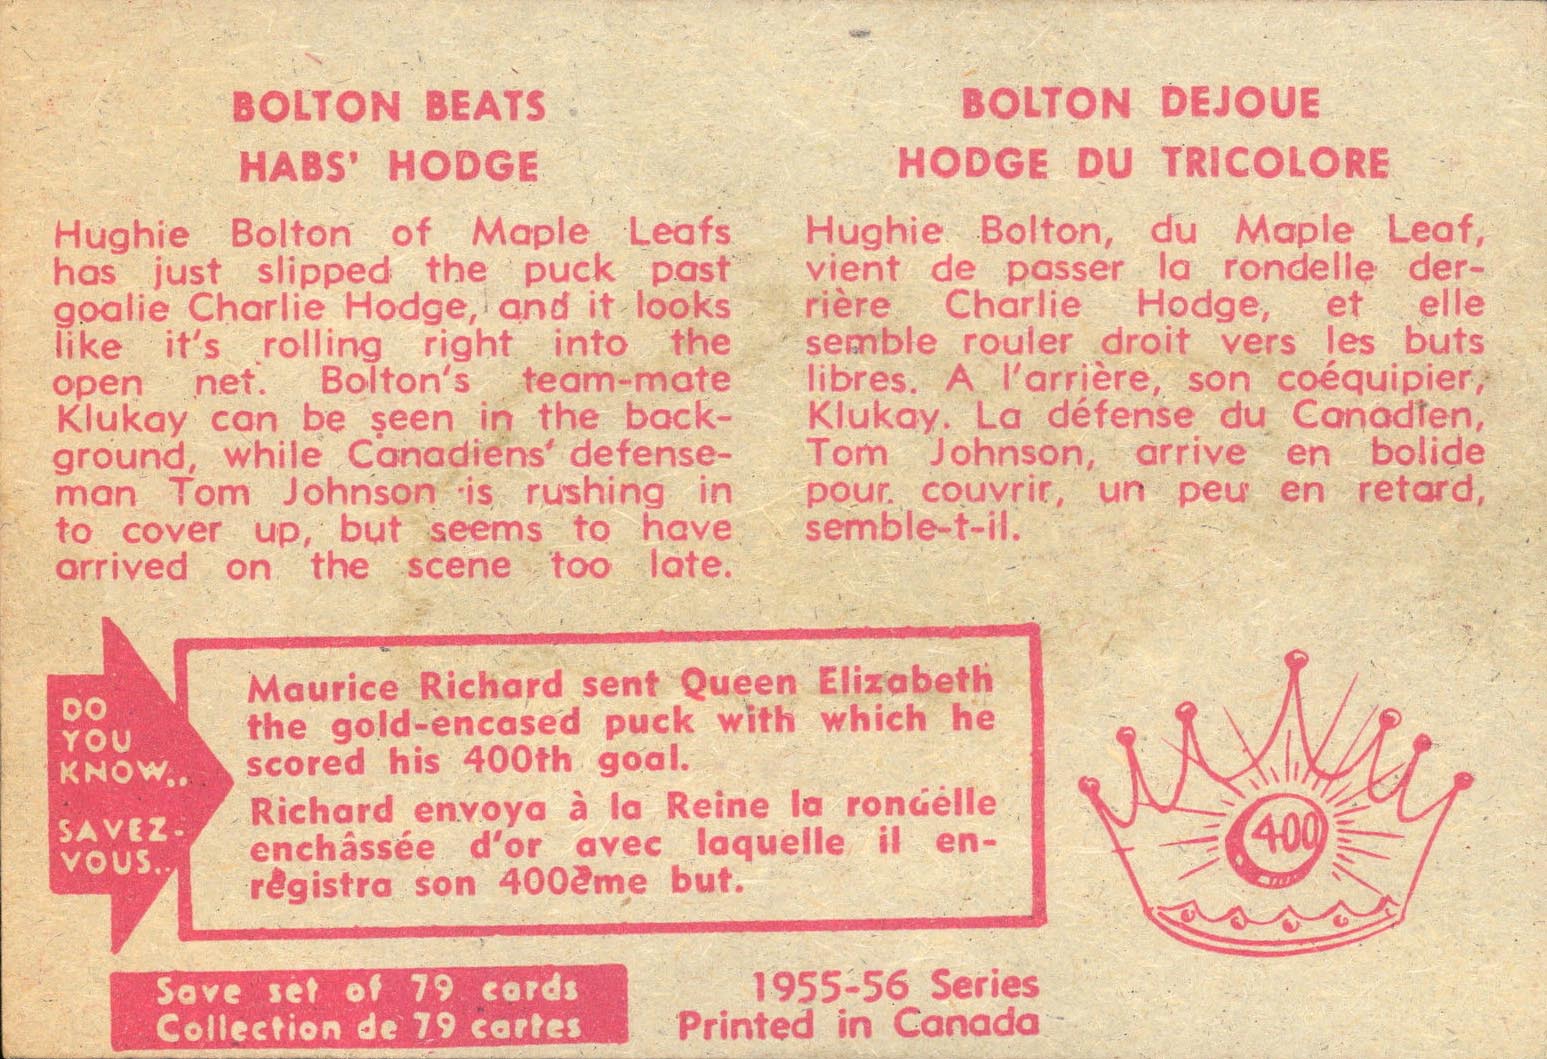 BOLTON BEATS
HABS' HODGE
Hughie Bolton of Maple Leafs
has just slipped the puck past
goalie Charlie Hodge, and it looks
like it's rolling right into the
open net. Bolton's team-mate
Klukay can be seen in the back-
ground, while Canadiens' defense-
man Tom Johnson is rushing in
to cover up, but seems to have
arrived on the scene too late.
BOLTON DEJOUE
HODGE DU TRICOLORE
Hughie Bolton, du Maple Leaf,
vient de passer la rondelle der-
rière Charlie Hodge, et elle
semble rouler droit vers les buts
libres. A l'arrière, son coéquipier,
Klukay. La défense du Canadien,
Tom Johnson, arrive en bolide
pour couvrir, un peu en retard,
semble-t-il.
DO
YOU
KNOW..
SAVEZ-
VOUS..
Maurice Richard sent Queen Elizabeth
the gold-encased puck with which he
scored his 400th goal.
Richard envoya à la Reine la rondelle
enchâssée d'or avec laquelle il en-
régistra son 400ème but.
400
Save set of 79 cards
Collection de 79 cartes
1955-56 Series
Printed in Canada